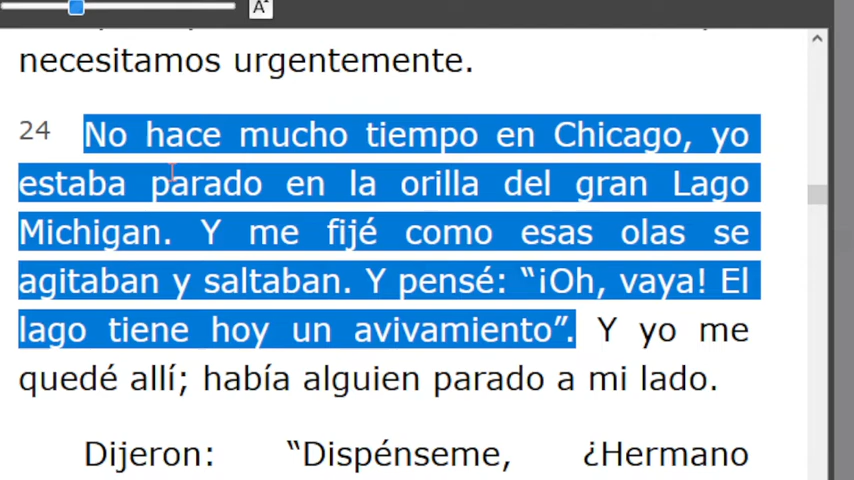 necesitamos urgentemente.
24 No hace mucho tiempo en Chicago, yo
estaba parado en la orilla del gran Lago
Michigan. Y me fijé como esas olas se
agitaban y saltaban. Y pensé: “¡Oh, vaya! El
lago tiene hoy un avivamiento”. Y yo me
quedé allí; había alguien parado a mi lado.
Dijeron: “Dispénseme, ¿Hermano